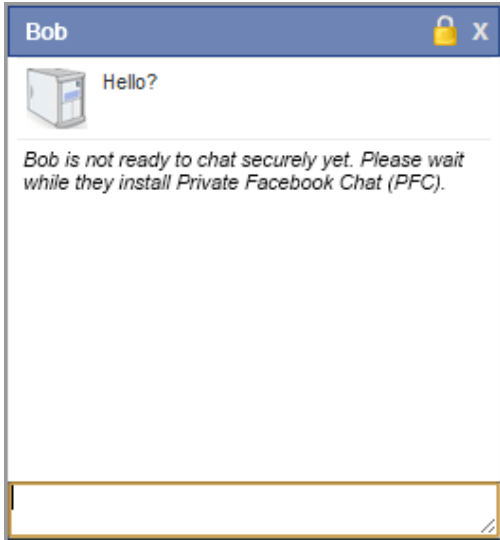 Bob X
Hello?
Bob is not ready to chat securely yet. Please wait
while they install Private Facebook Chat (PFC).